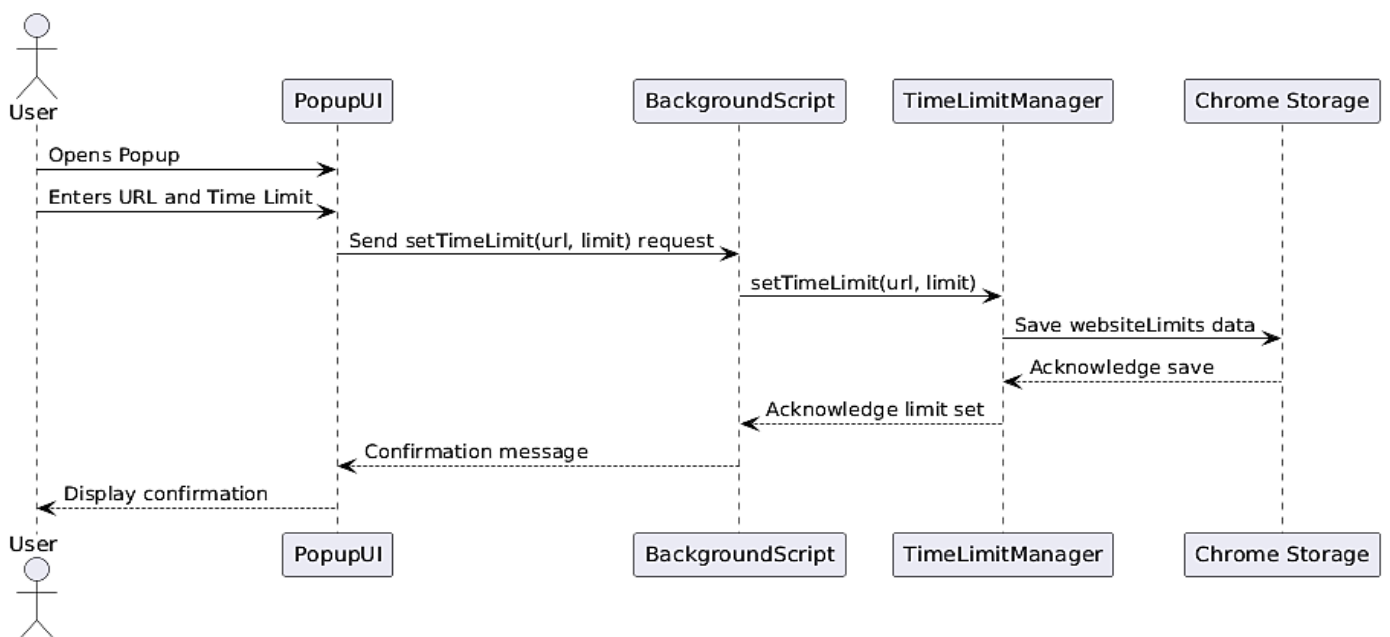 User
PopupUI
BackgroundScript
TimeLimitManager
Chrome Storage
Opens Popup
Enters URL and Time Limit
Send setTimeLimit(url, limit) request
setTimeLimit(url, limit)
Save websiteLimits data
Acknowledge save
Acknowledge limit set
Confirmation message
Display confirmation
User
PopupUI
BackgroundScript
TimeLimitManager
Chrome Storage